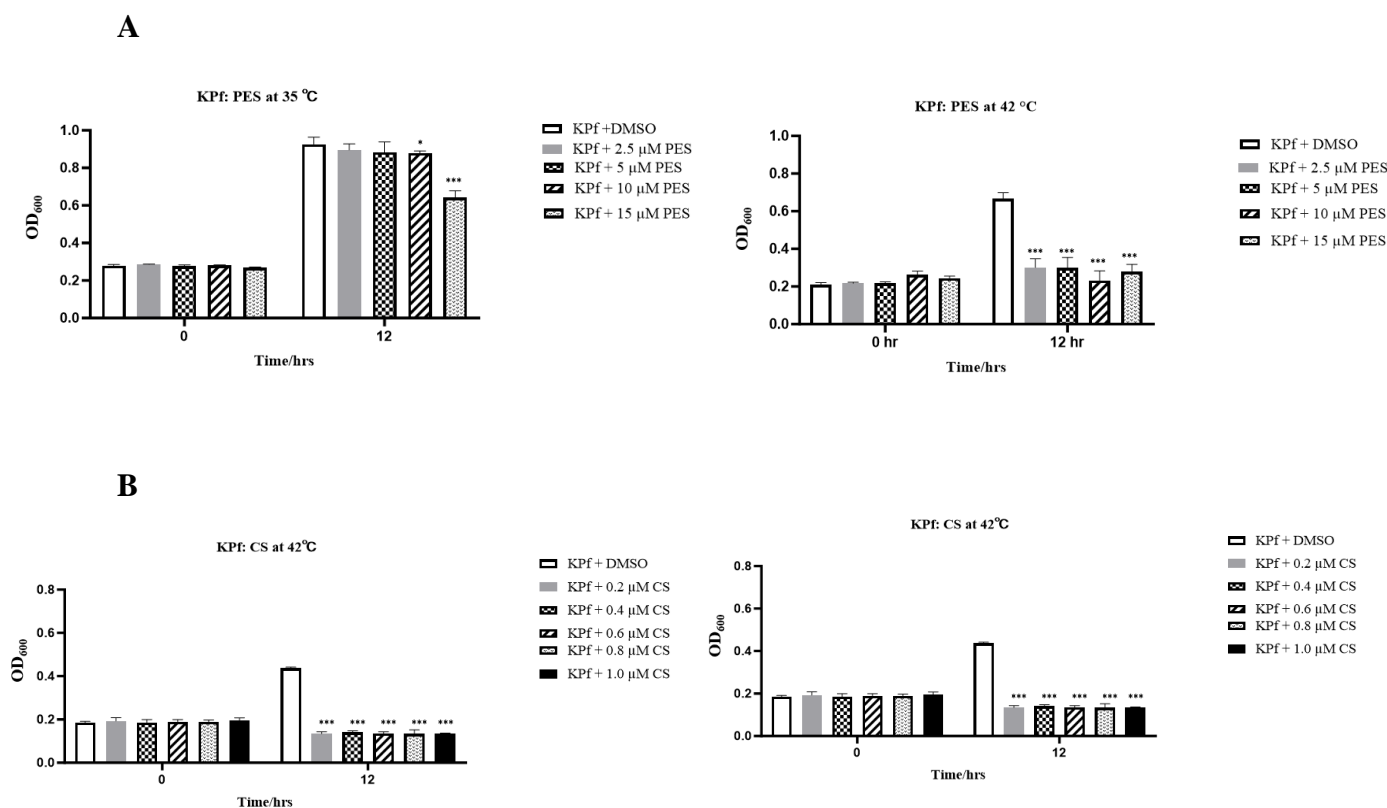 A
KPf: PES at 35 ℃
OD600
1.0
0.8
0.6
0.4
0.2
0.0
*
***
0
12
Time/hrs
KPf +DMSO
KPf + 2.5 µM PES
KPf + 5 µM PES
KPf + 10 µM PES
KPf + 15 µM PES
KPf: PES at 42 °C
OD600
1.0
0.8
0.6
0.4
0.2
0.0
*** *** *** ***
0 hr
12 hr
Time/hrs
KPf + DMSO
KPf + 2.5 µM PES
KPf + 5 µM PES
KPf + 10 µM PES
KPf + 15 µM PES
B
KPf: CS at 42℃
OD600
0.8
0.6
0.4
0.2
0.0
*** *** *** *** ***
0
12
Time/hrs
KPf + DMSO
KPf + 0.2 µM CS
KPf + 0.4 µM CS
KPf + 0.6 µM CS
KPf + 0.8 µM CS
KPf + 1.0 µM CS
KPf: CS at 42℃
OD600
0.8
0.6
0.4
0.2
0.0
*** *** *** *** ***
0
12
Time/hrs
KPf + DMSO
KPf + 0.2 µM CS
KPf + 0.4 µM CS
KPf + 0.6 µM CS
KPf + 0.8 µM CS
KPf + 1.0 µM CS